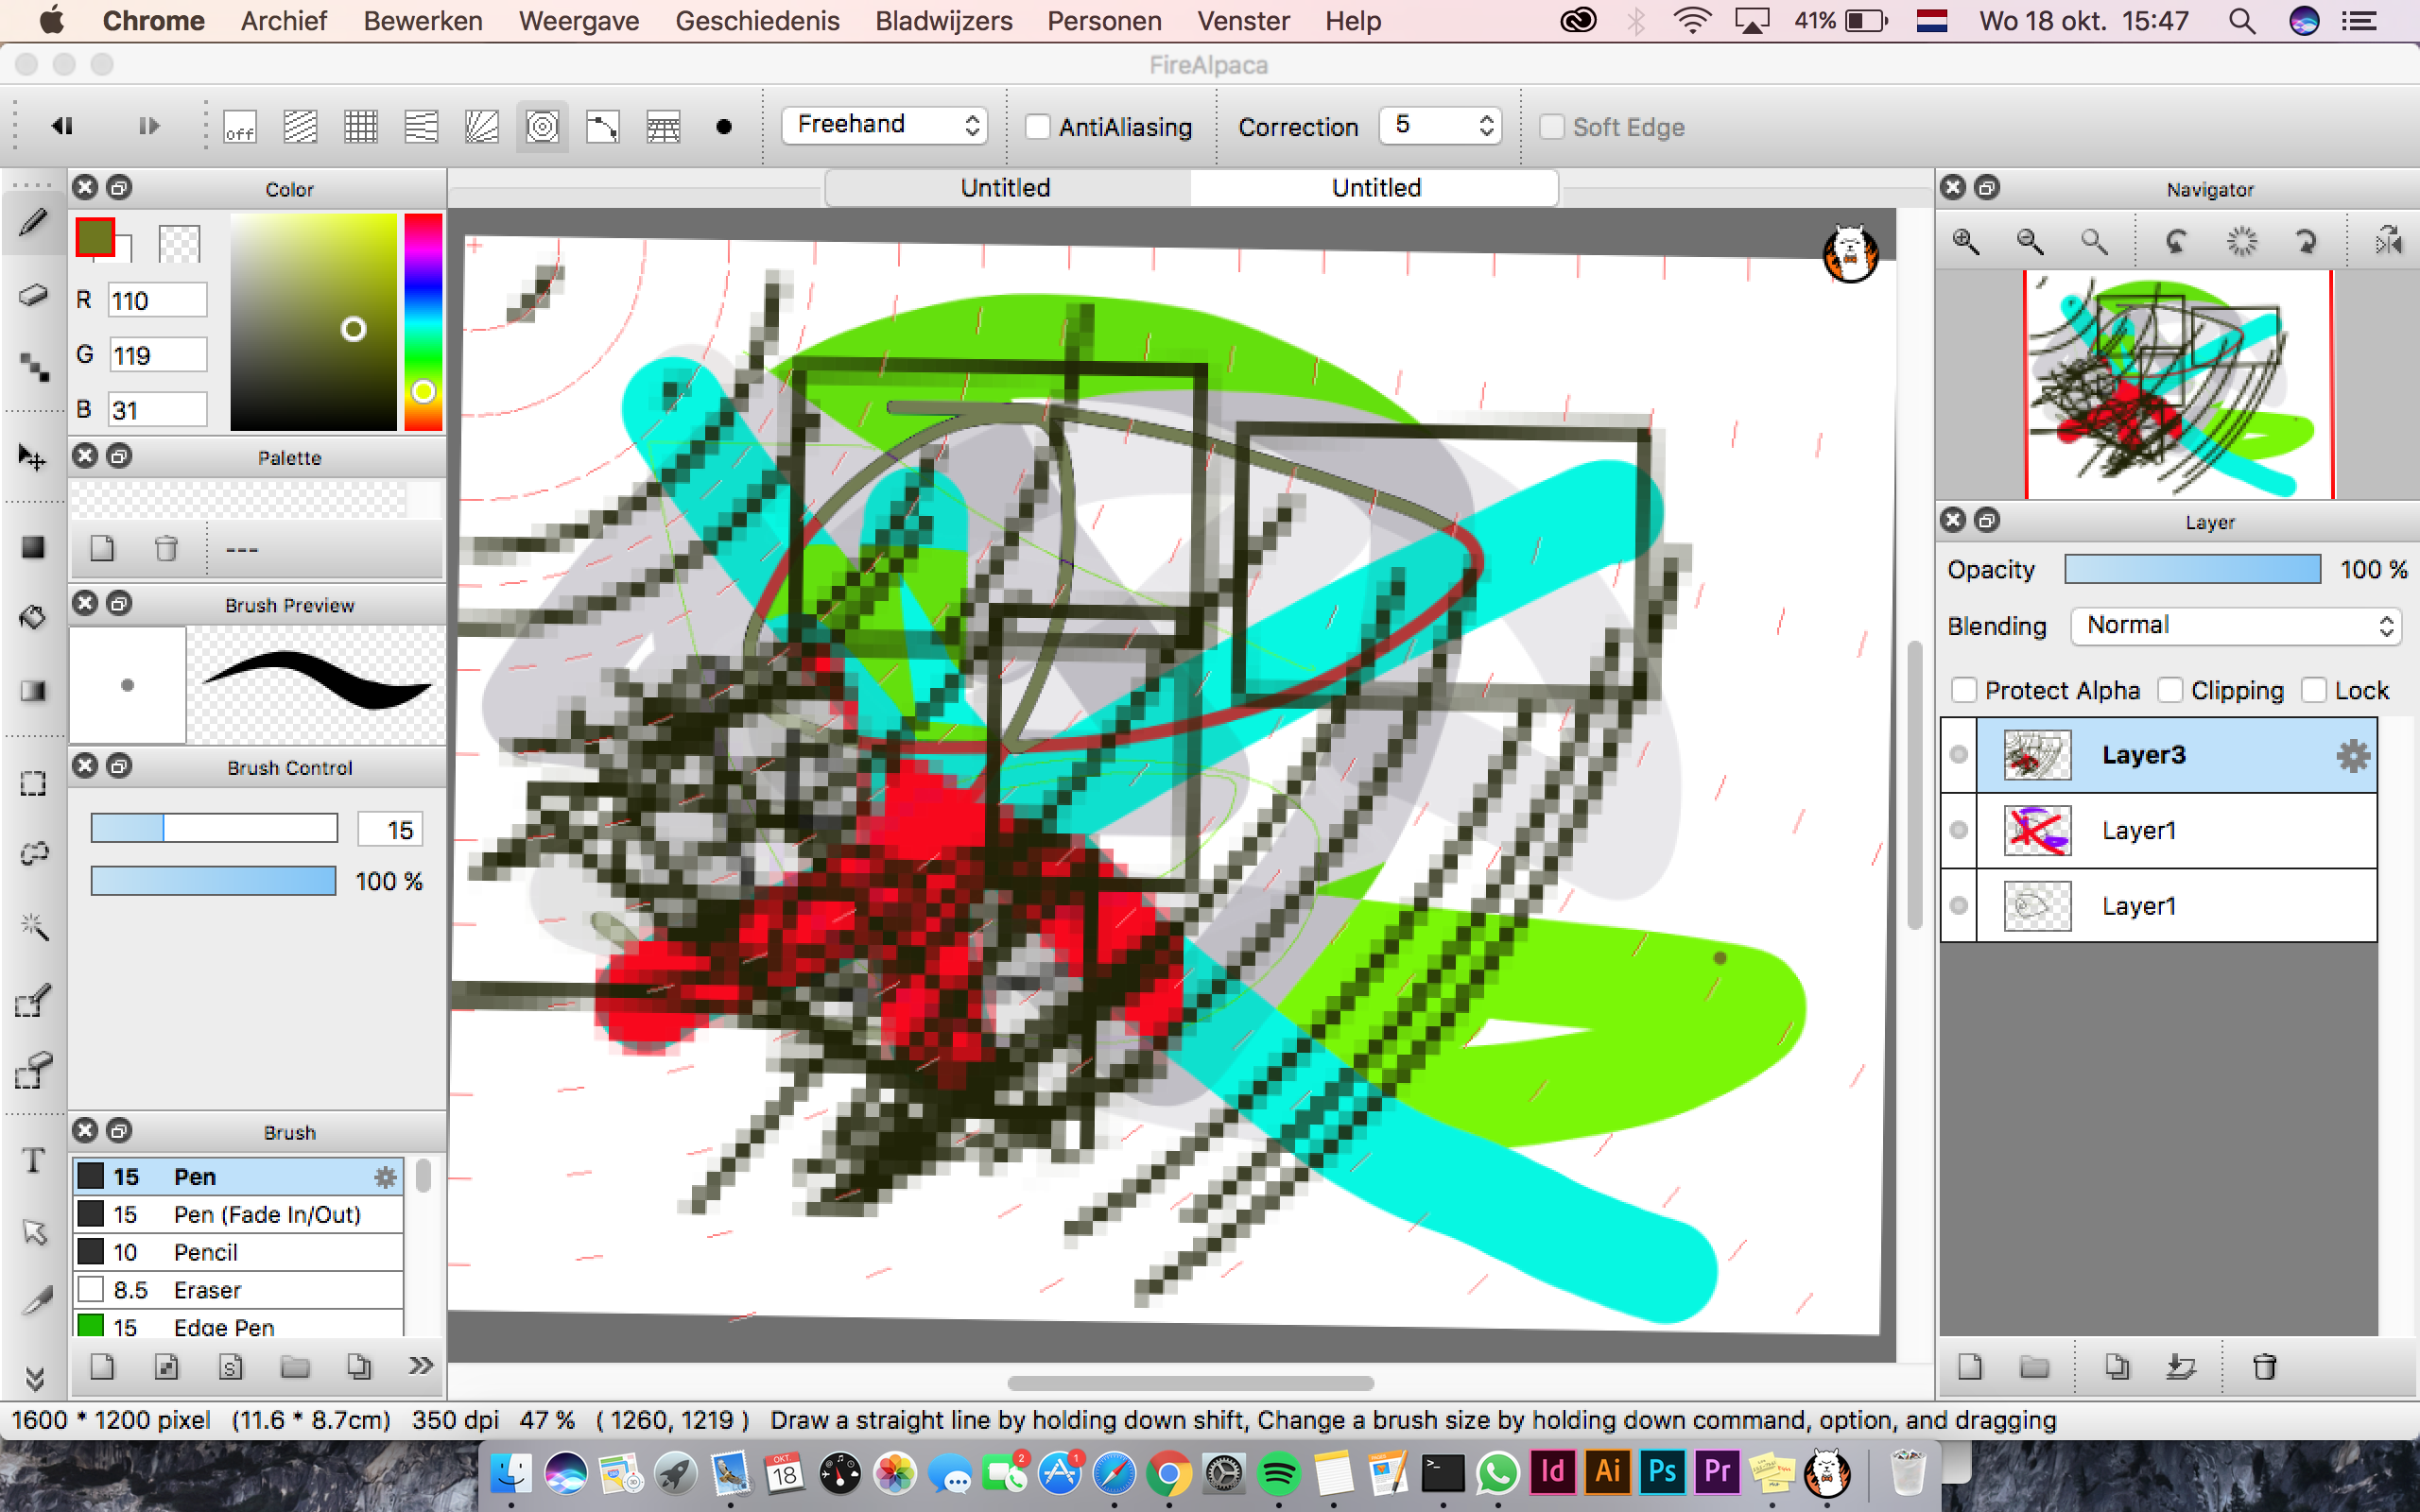 Chrome Archief Bewerken Weergave Geschiedenis Bladwijzers Personen Venster Help 41% Wo 18 okt. 15:47
FireAlpaca
off Freehand AntiAliasing Correction 5 Soft Edge
Color Untitled Untitled Navigator
R 110
G 119
B 31
Palette
---
Brush Preview
Brush Control
15
100 %
Brush
15 Pen
15 Pen (Fade In/Out)
10 Pencil
8.5 Eraser
15 Edge Pen
T
S
Layer
Opacity 100 %
Blending Normal
Protect Alpha Clipping Lock
Layer3
Layer1
Layer1
1600 * 1200 pixel (11.6 * 8.7cm) 350 dpi 47 % ( 1260, 1219 ) Draw a straight line by holding down shift, Change a brush size by holding down command, option, and dragging
OKT. 18 2 1 >_ Id Ai Ps Pr